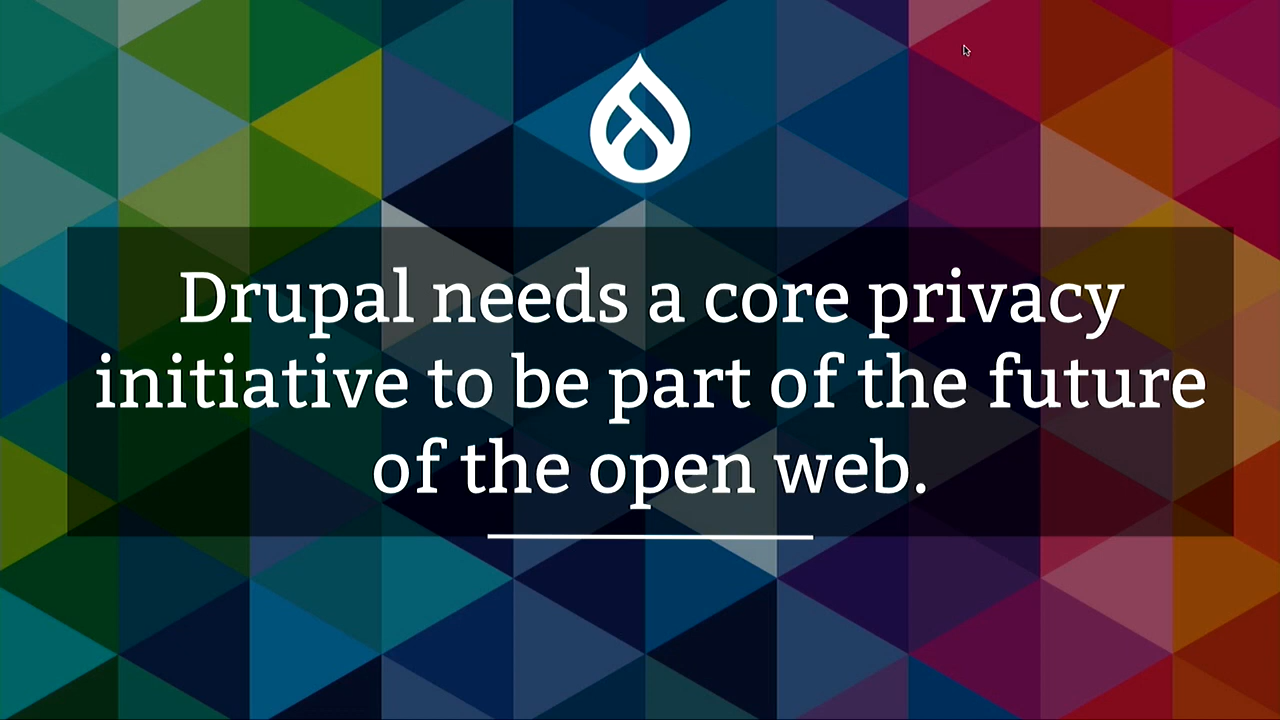 Drupal needs a core privacy
initiative to be part of the future
of the open web.